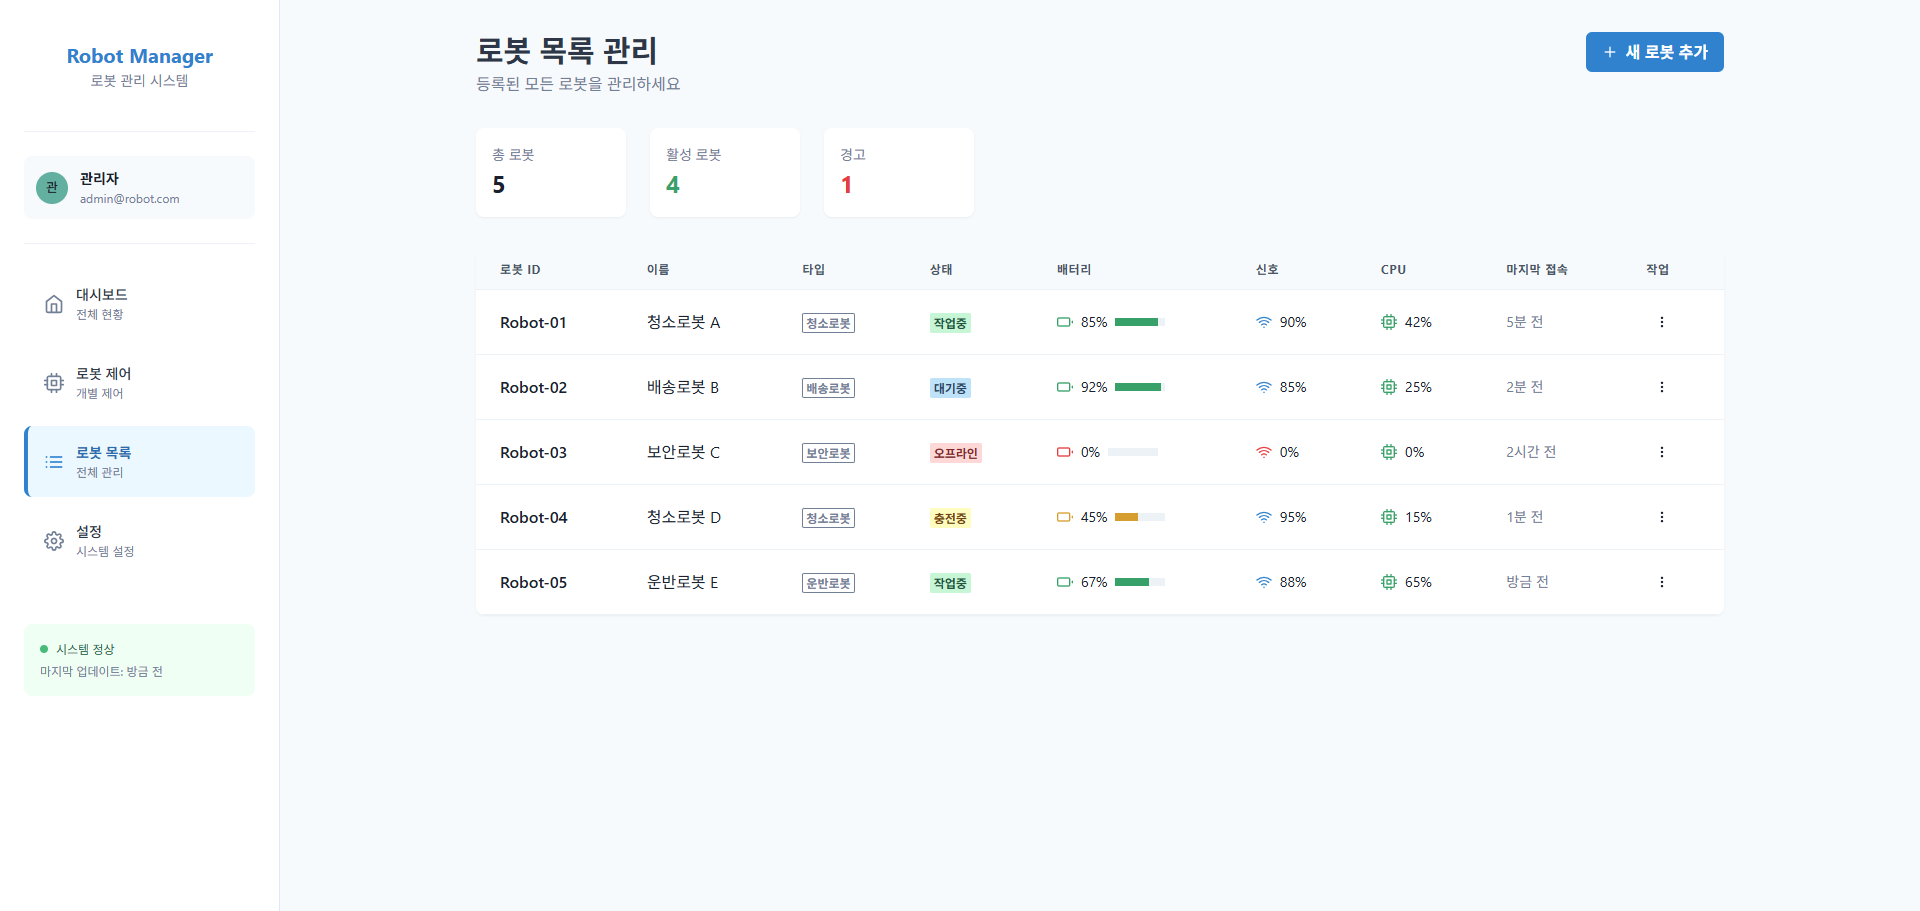 Robot Manager
로봇 관리 시스템
관
관리자
admin@robot.com
대시보드
전체 현황
로봇 제어
개별 제어
로봇 목록
전체 관리
설정
시스템 설정
시스템 정상
마지막 업데이트: 방금 전
로봇 목록 관리
등록된 모든 로봇을 관리하세요
+ 새 로봇 추가
총 로봇
5
활성 로봇
4
경고
1
로봇 ID 이름 타입 상태 배터리 신호 CPU 마지막 접속 작업
Robot-01 청소로봇 A 청소로봇 작업중 85% 90% 42% 5분 전
Robot-02 배송로봇 B 배송로봇 대기중 92% 85% 25% 2분 전
Robot-03 보안로봇 C 보안로봇 오프라인 0% 0% 0% 2시간 전
Robot-04 청소로봇 D 청소로봇 충전중 45% 95% 15% 1분 전
Robot-05 운반로봇 E 운반로봇 작업중 67% 88% 65% 방금 전